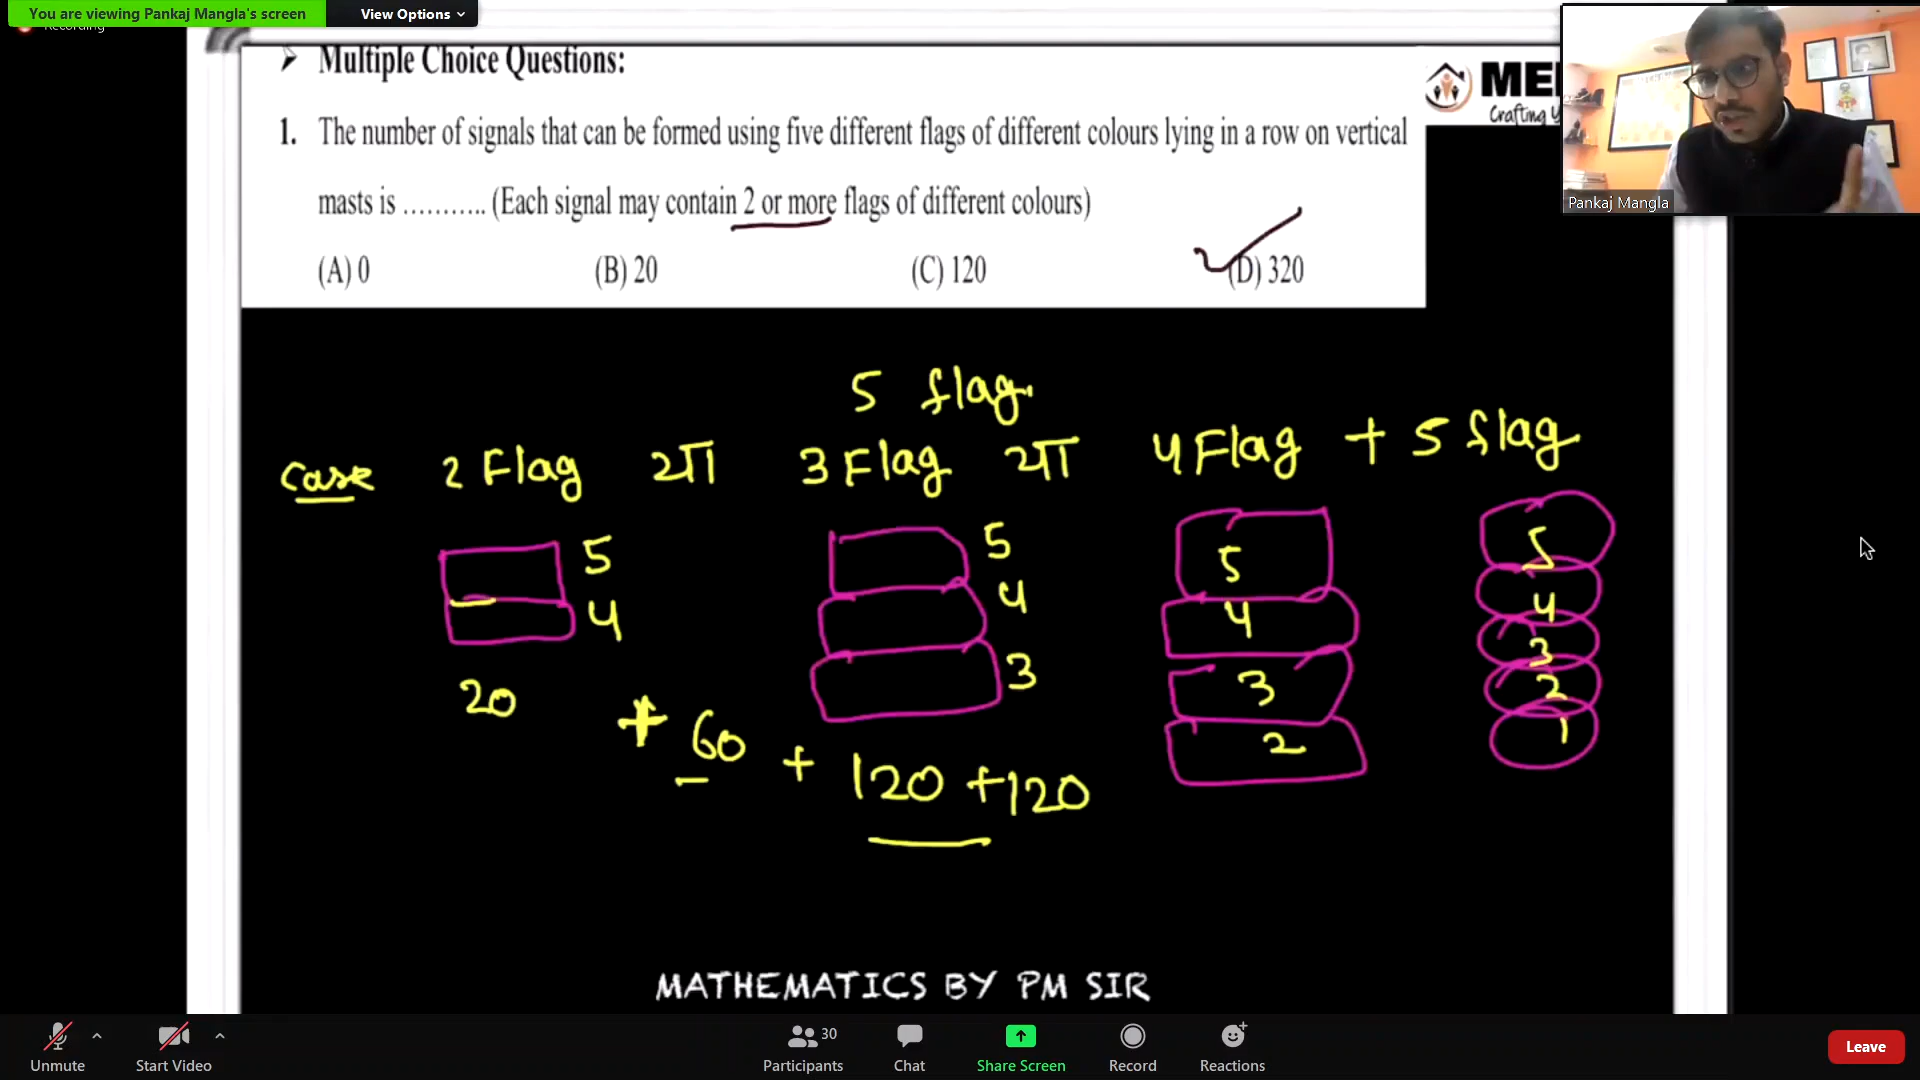 You are viewing Pankaj Mangla's screen View Options
Recording
➤ Multiple Choice Questions:
1. The number of signals that can be formed using five different flags of different colours lying in a row on vertical
masts is ........... (Each signal may contain 2 or more flags of different colours)
(A) 0 (B) 20 (C) 120 (D) 320
Crafting
Pankaj Mangla
5 flag.
Case 2 Flag या 3 Flag या 4 Flag + 5 flag
5 5 5 5
4 4 4 4
3 3 3
2 2
1
20 + 60 + 120 + 120
MATHEMATICS BY PM SIR
Unmute Start Video Participants 30 Chat Share Screen Record Reactions Leave